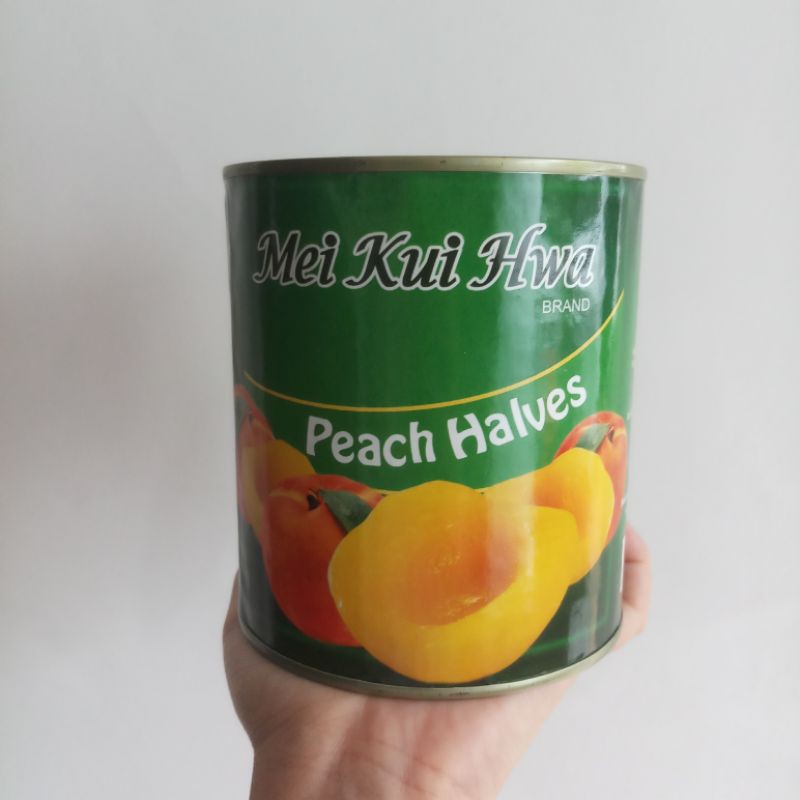 Mei Kui Hwa
BRAND
Peach Halves